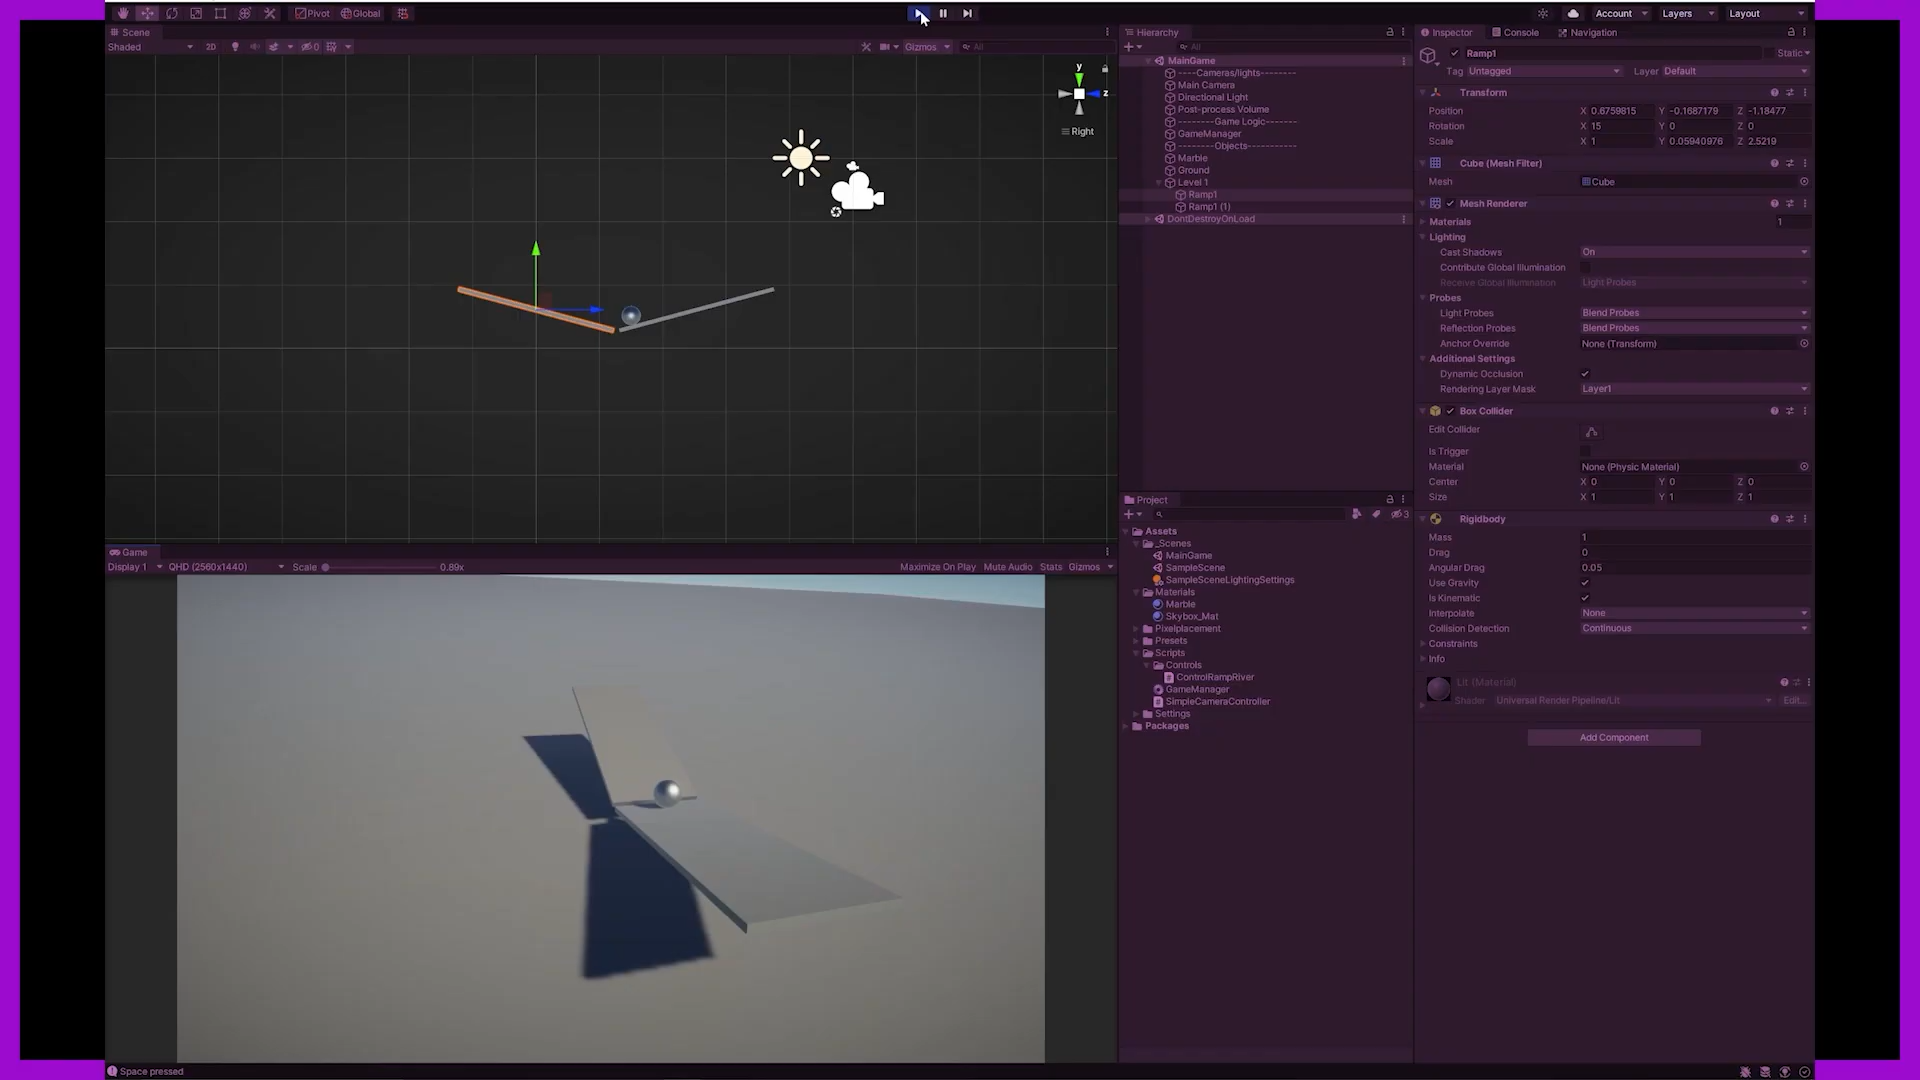 Pivot Global
Account Layers Layout
Scene
Shaded 2D 0 Gizmos All
y
z
Right
Game
Display 1 QHD (2560x1440) Scale 0.89x Maximize On Play Mute Audio Stats Gizmos
Space pressed
Hierarchy
All
MainGame
----Cameras/lights--------
Main Camera
Directional Light
Post-process Volume
--------Game Logic-------
GameManager
--------Objects-----------
Marble
Ground
Level 1
Ramp1
Ramp1 (1)
DontDestroyOnLoad
Project
3
Assets
_Scenes
MainGame
SampleScene
SampleSceneLightingSettings
Materials
Marble
Skybox_Mat
Pixelplacement
Presets
Scripts
Controls
ControlRampRiver
GameManager
SimpleCameraController
Settings
Packages
Inspector Console Navigation
Ramp1 Static
Tag Untagged Layer Default
Transform
Position X 0.6759815 Y -0.1687179 Z -1.18477
Rotation X 15 Y 0 Z 0
Scale X 1 Y 0.05940976 Z 2.5219
Cube (Mesh Filter)
Mesh Cube
Mesh Renderer
Materials 1
Lighting
Cast Shadows On
Contribute Global Illumination
Receive Global Illumination Light Probes
Probes
Light Probes Blend Probes
Reflection Probes Blend Probes
Anchor Override None (Transform)
Additional Settings
Dynamic Occlusion
Rendering Layer Mask Layer1
Box Collider
Edit Collider
Is Trigger
Material None (Physic Material)
Center X 0 Y 0 Z 0
Size X 1 Y 1 Z 1
Rigidbody
Mass 1
Drag 0
Angular Drag 0.05
Use Gravity
Is Kinematic
Interpolate None
Collision Detection Continuous
Constraints
Info
Lit (Material)
Shader Universal Render Pipeline/Lit Edit...
Add Component